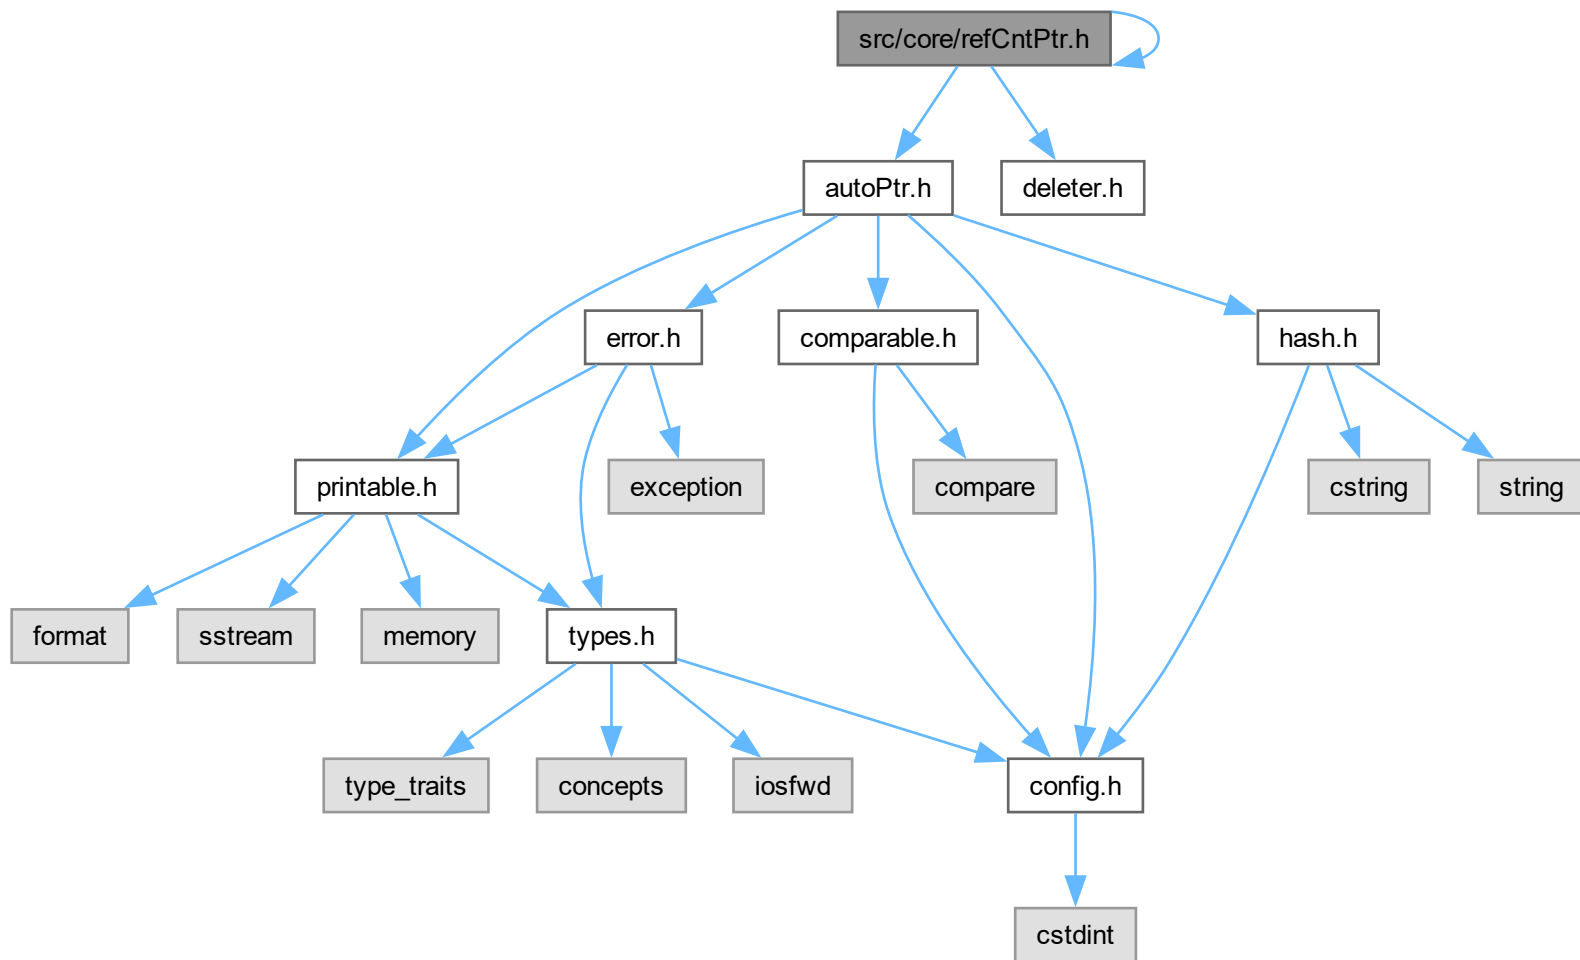 src/core/refCntPtr.h
autoPtr.h
deleter.h
error.h
comparable.h
hash.h
printable.h
exception
compare
cstring
string
format
sstream
memory
types.h
type_traits
concepts
iosfwd
config.h
cstdint